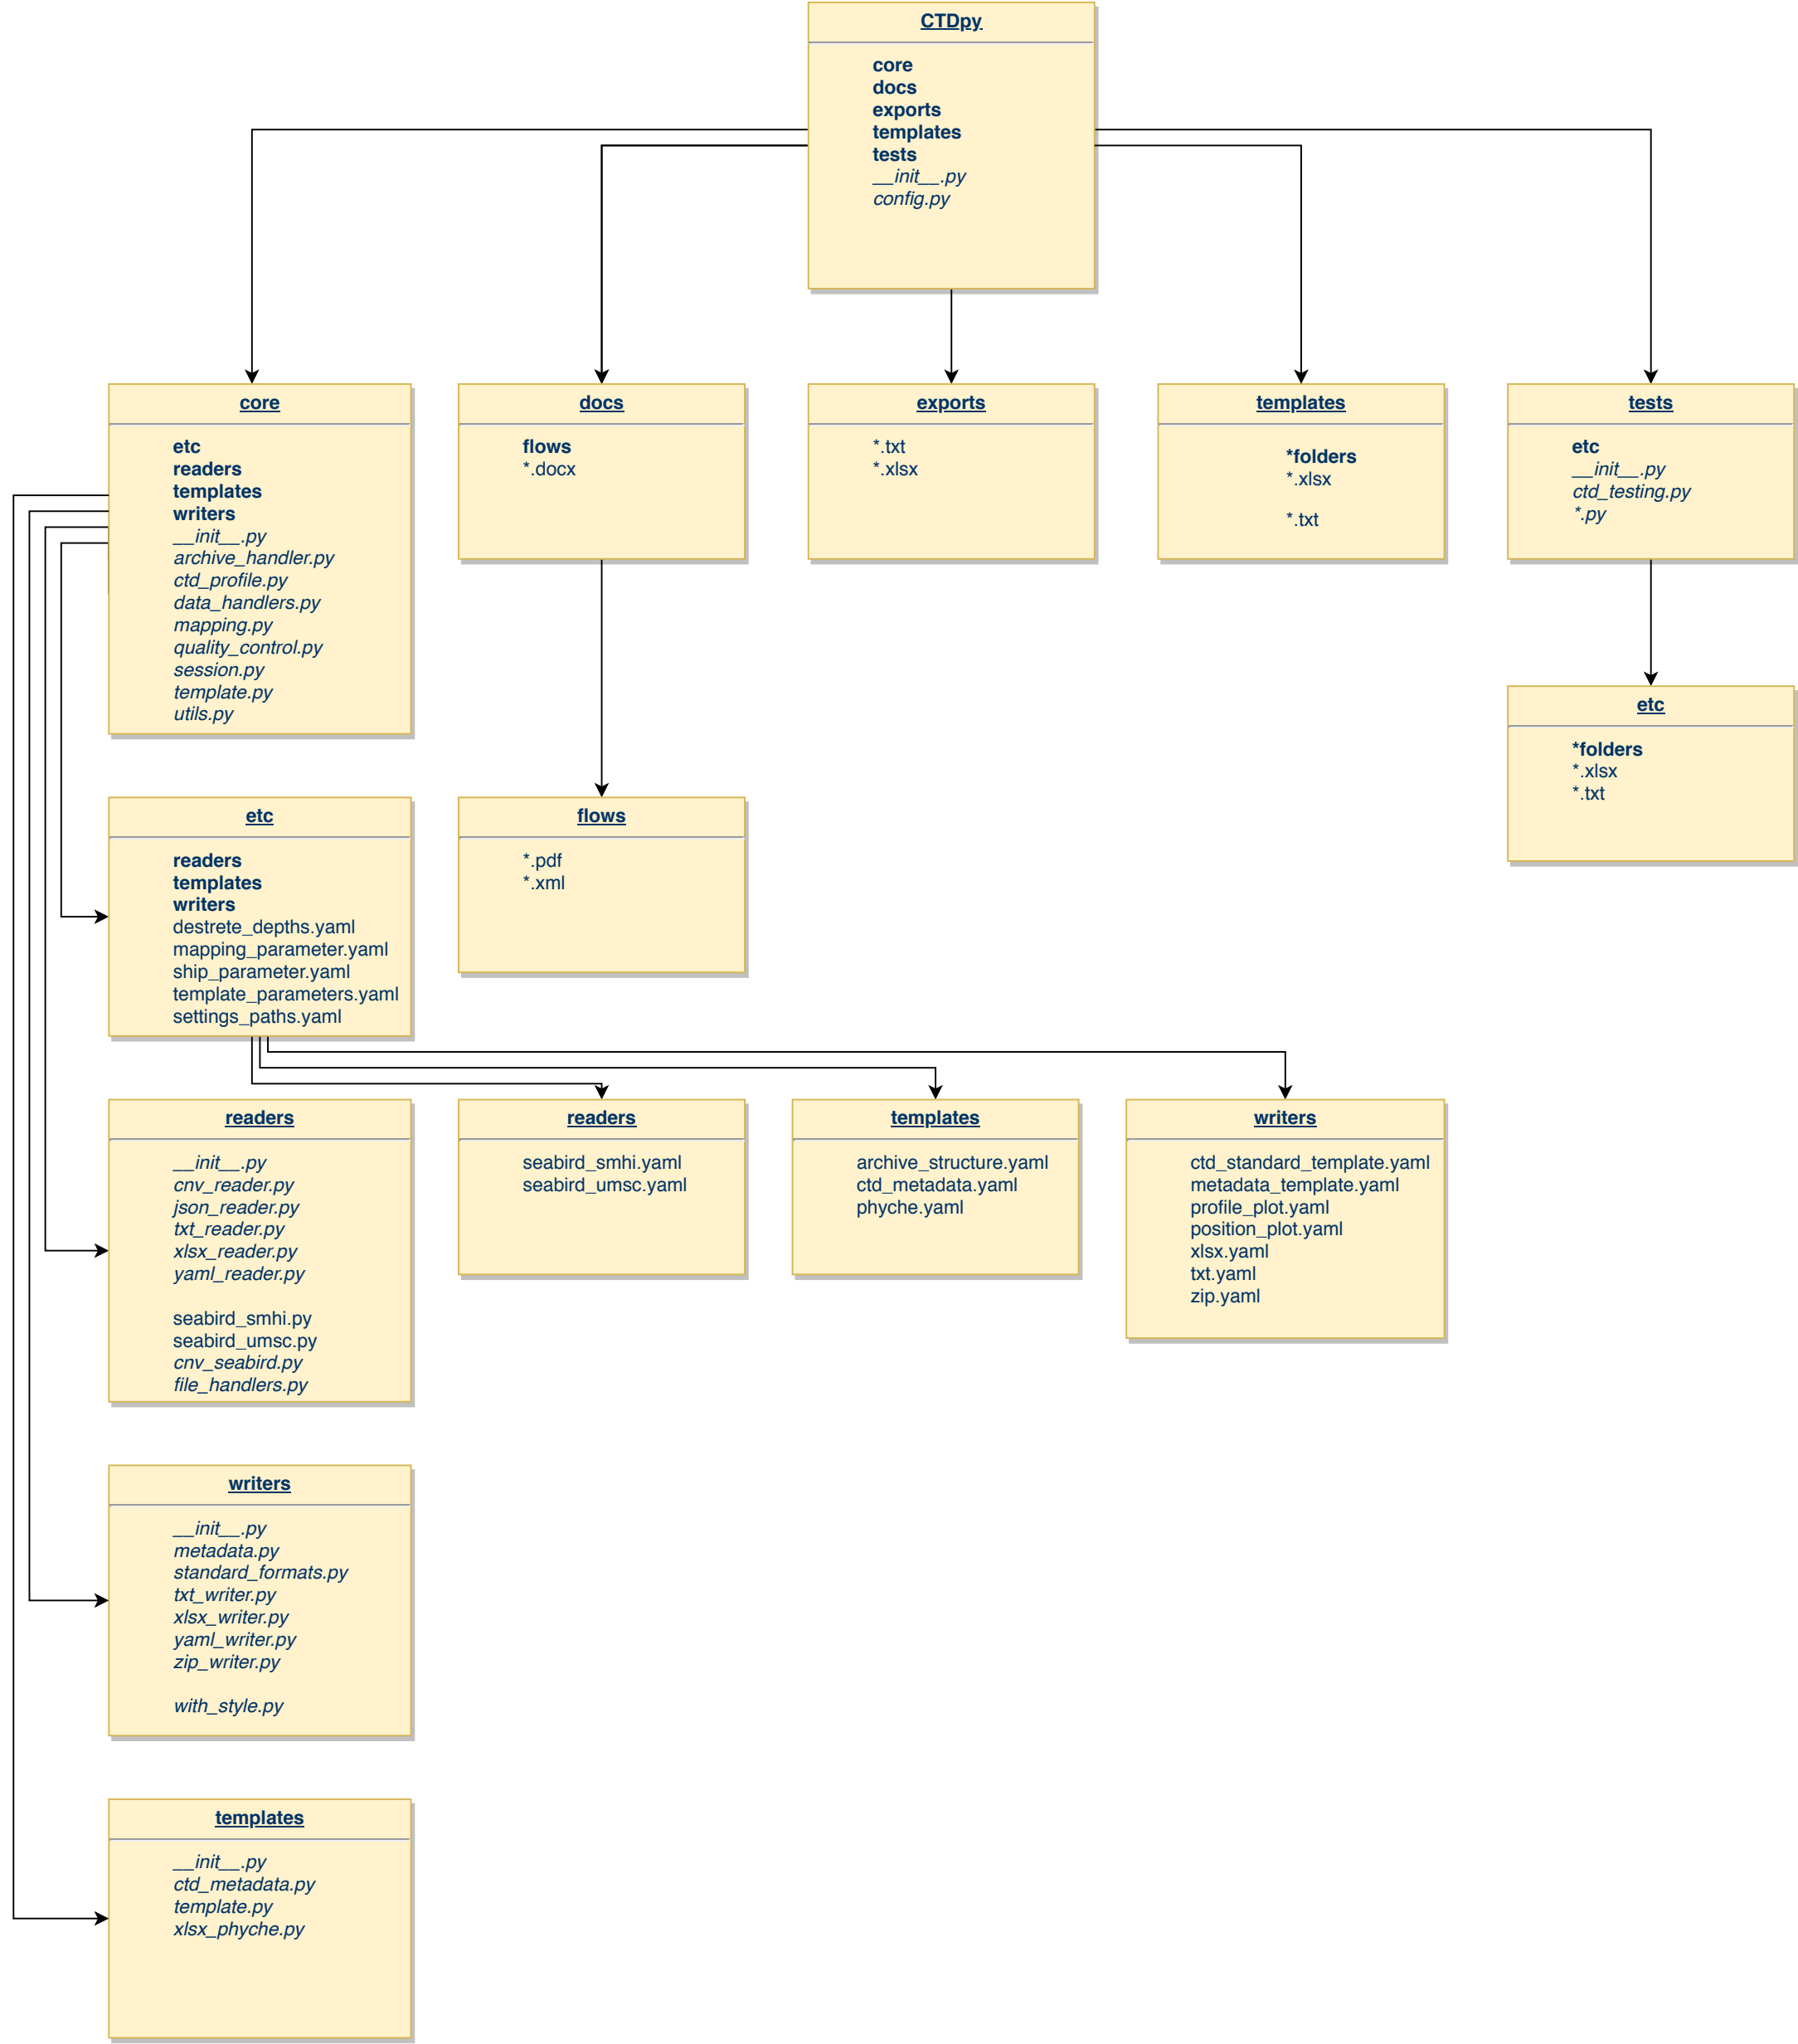 CTDpy
core
docs
exports
templates
tests
__init__.py
config.py
core
etc
readers
templates
writers
__init__.py
archive_handler.py
ctd_profile.py
data_handlers.py
mapping.py
quality_control.py
session.py
template.py
utils.py
docs
flows
*.docx
exports
*.txt
*.xlsx
templates
*folders
*.xlsx
*.txt
tests
etc
__init__.py
ctd_testing.py
*.py
etc
*folders
*.xlsx
*.txt
etc
readers
templates
writers
destrete_depths.yaml
mapping_parameter.yaml
ship_parameter.yaml
template_parameters.yaml
settings_paths.yaml
flows
*.pdf
*.xml
readers
__init__.py
cnv_reader.py
json_reader.py
txt_reader.py
xlsx_reader.py
yaml_reader.py
seabird_smhi.py
seabird_umsc.py
cnv_seabird.py
file_handlers.py
readers
seabird_smhi.yaml
seabird_umsc.yaml
templates
archive_structure.yaml
ctd_metadata.yaml
phyche.yaml
writers
ctd_standard_template.yaml
metadata_template.yaml
profile_plot.yaml
position_plot.yaml
xlsx.yaml
txt.yaml
zip.yaml
writers
__init__.py
metadata.py
standard_formats.py
txt_writer.py
xlsx_writer.py
yaml_writer.py
zip_writer.py
with_style.py
templates
__init__.py
ctd_metadata.py
template.py
xlsx_phyche.py